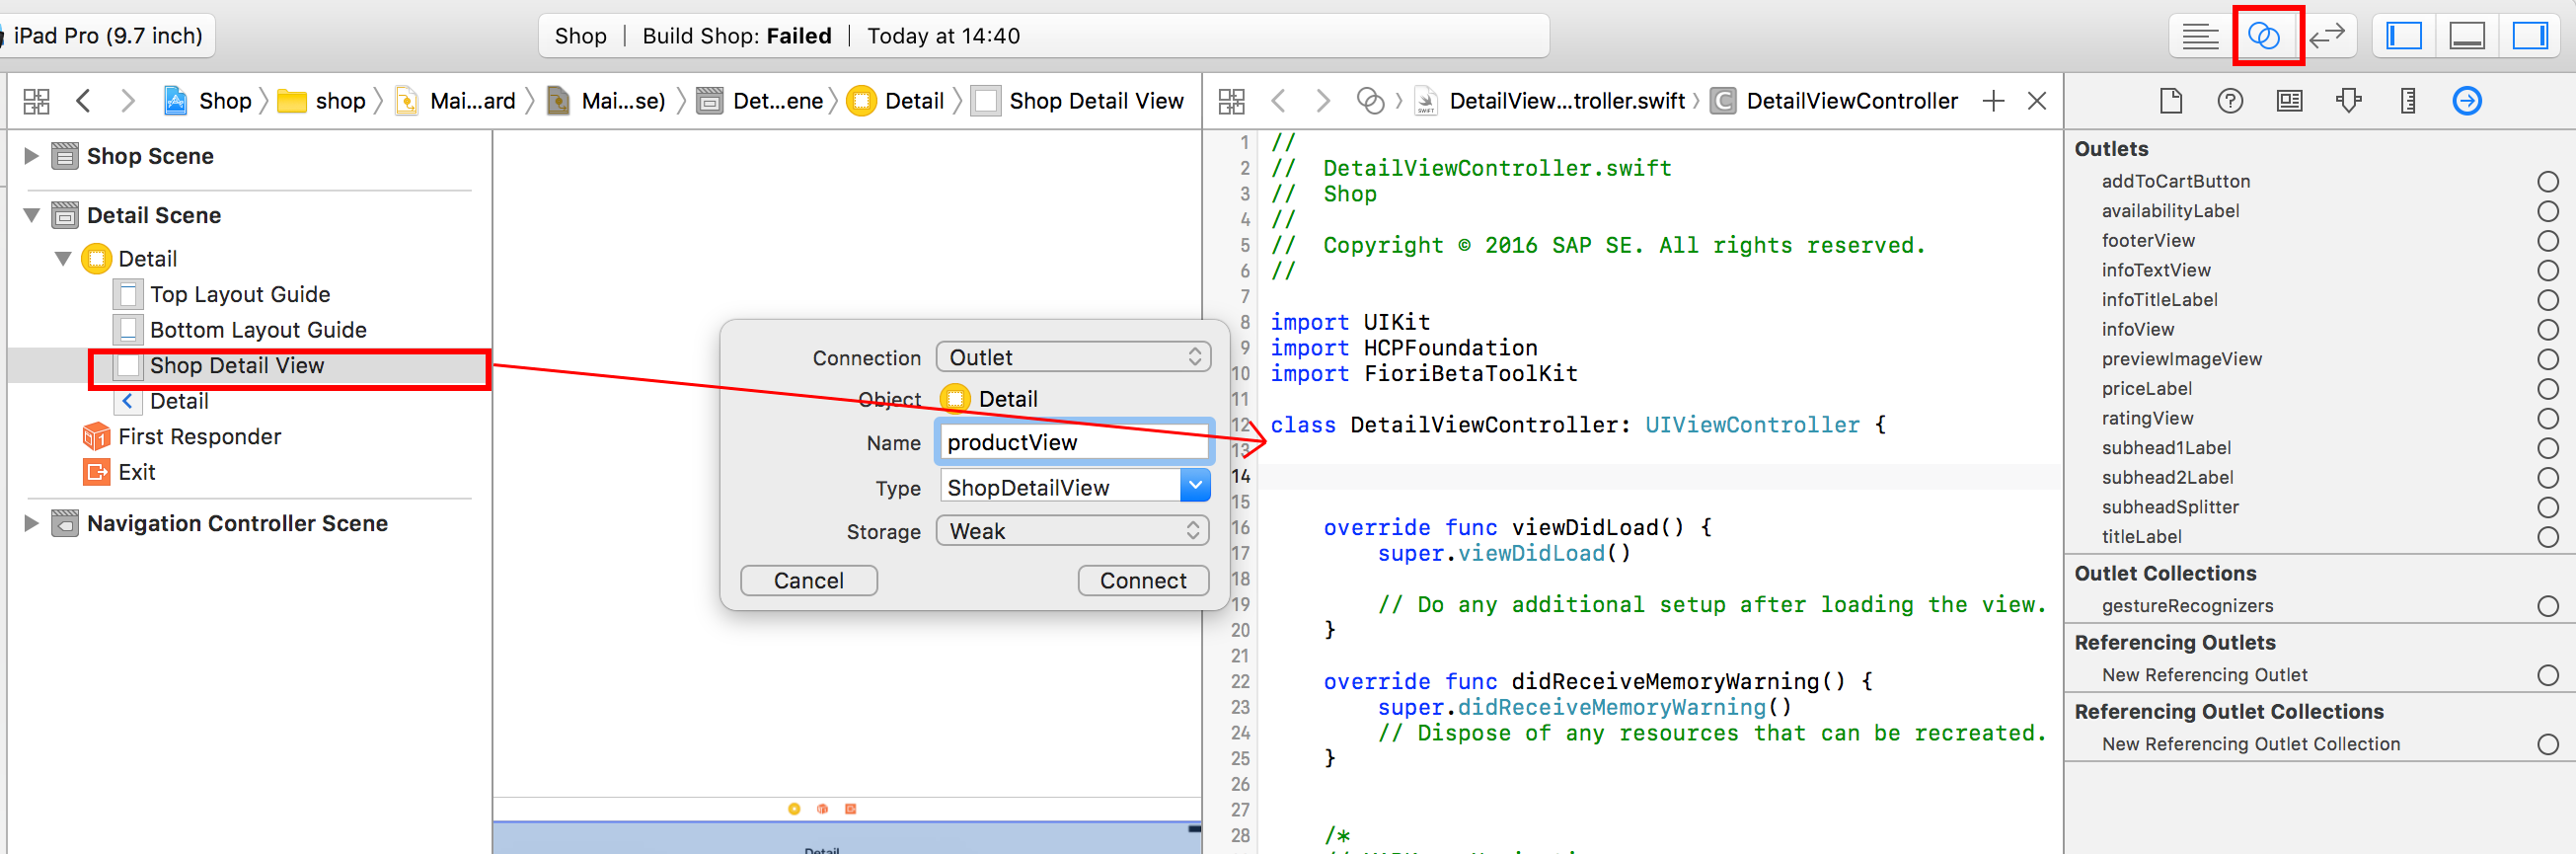 iPad Pro (9.7 inch)
Shop | Build Shop: Failed | Today at 14:40
Shop shop Mai...ard Mai...se) Det...ene Detail Shop Detail View
DetailView...troller.swift C DetailViewController
Shop Scene
Detail Scene
Detail
Top Layout Guide
Bottom Layout Guide
Shop Detail View
Detail
First Responder
Exit
Navigation Controller Scene
Connection Outlet
Object Detail
Name productView
Type ShopDetailView
Storage Weak
Cancel Connect
Detail
1 //
2 // DetailViewController.swift
3 // Shop
4 //
5 // Copyright © 2016 SAP SE. All rights reserved.
6 //
7
8 import UIKit
9 import HCPFoundation
10 import FioriBetaToolKit
11
12 class DetailViewController: UIViewController {
13
14
15
16 override func viewDidLoad() {
17 super.viewDidLoad()
18
19 // Do any additional setup after loading the view.
20 }
21
22 override func didReceiveMemoryWarning() {
23 super.didReceiveMemoryWarning()
24 // Dispose of any resources that can be recreated.
25 }
26
27
28 /*
Outlets
addToCartButton
availabilityLabel
footerView
infoTextView
infoTitleLabel
infoView
previewImageView
priceLabel
ratingView
subhead1Label
subhead2Label
subheadSplitter
titleLabel
Outlet Collections
gestureRecognizers
Referencing Outlets
New Referencing Outlet
Referencing Outlet Collections
New Referencing Outlet Collection